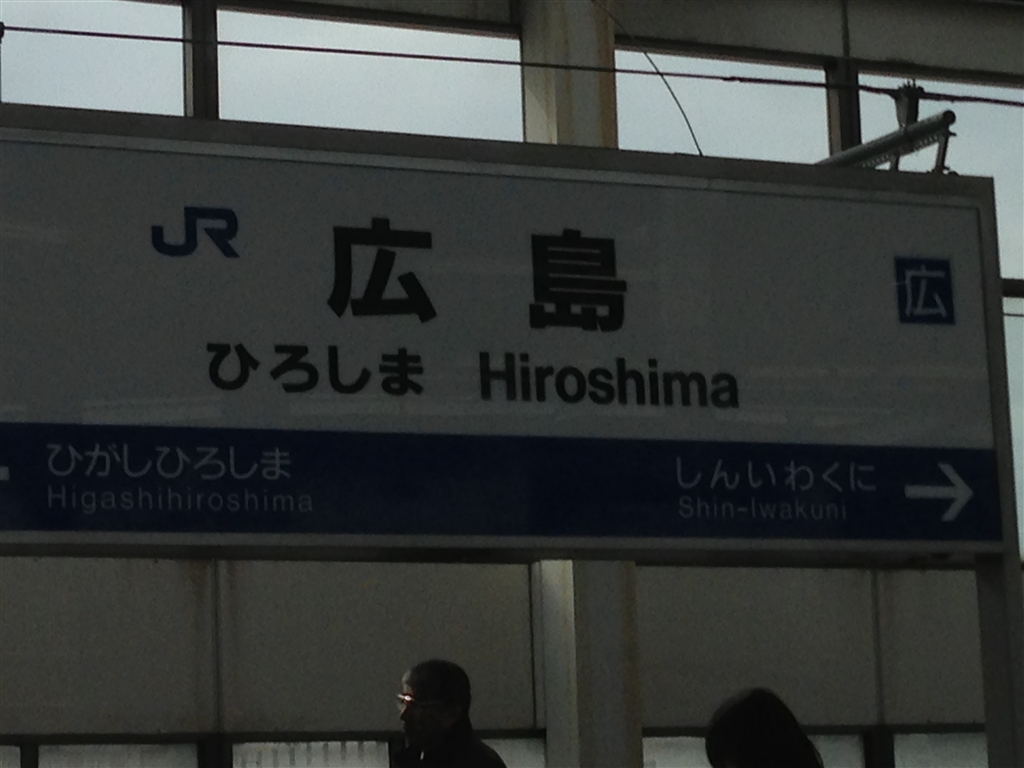 JR 広島 広
ひろしま Hiroshima
ひがしひろしま しんいわくに →
Higashihiroshima Shin-Iwakuni